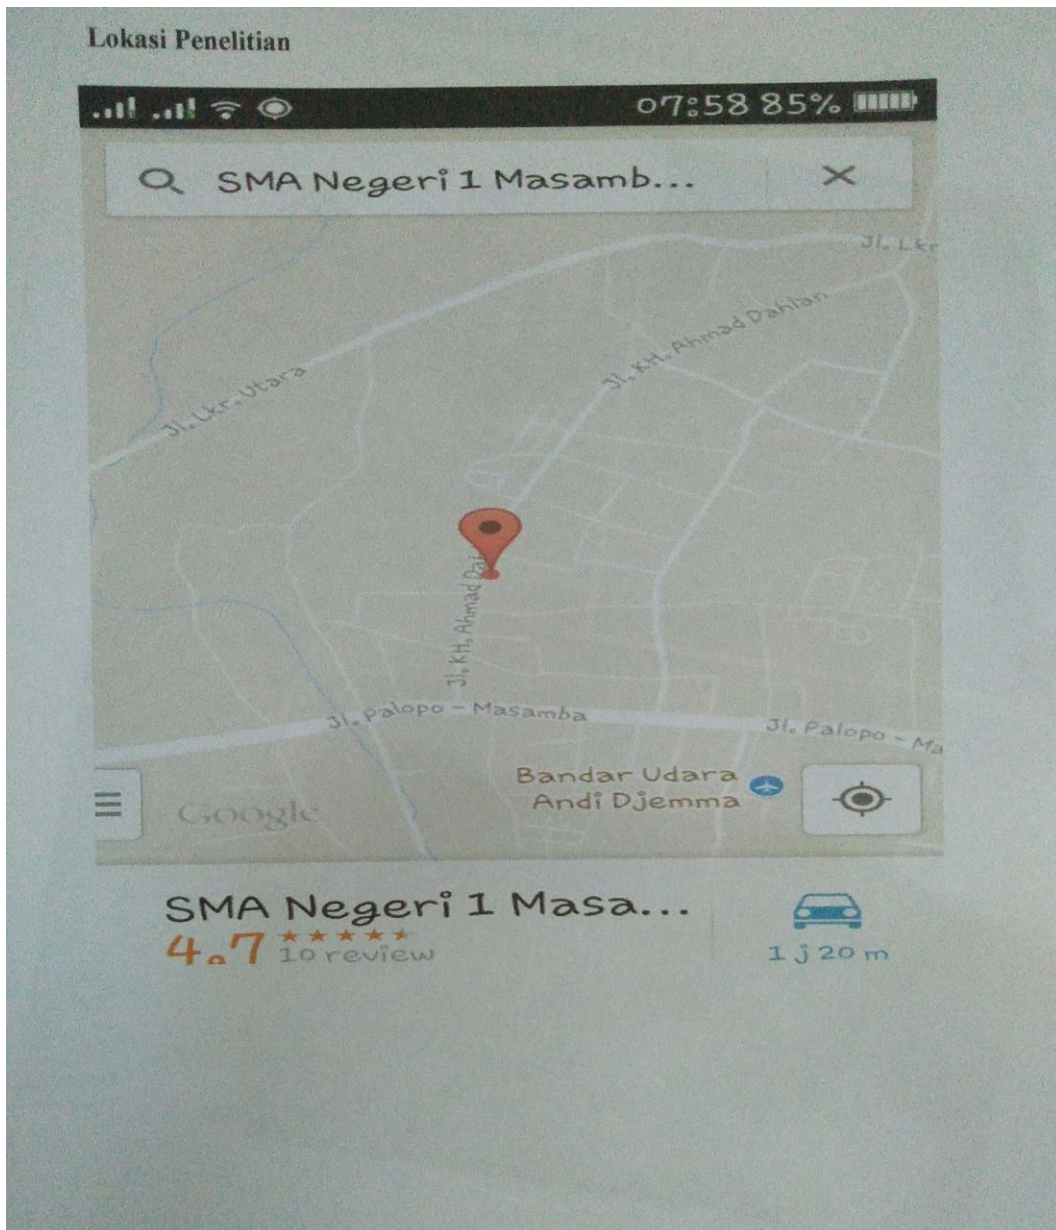 Lokasi Penelitian
07:58 85%
SMA Negeri 1 Masamb...
Jl. Lkr
Jl. KH. Ahmad Dahlan
Jl. Lkr. Utara
Jl. KH. Ahmad Da
Jl. Palopo - Masamba
Jl. Palopo - Ma
Bandar Udara
Andi Djemma
Google
SMA Negeri 1 Masa...
4.7 10 review
1 j 20 m